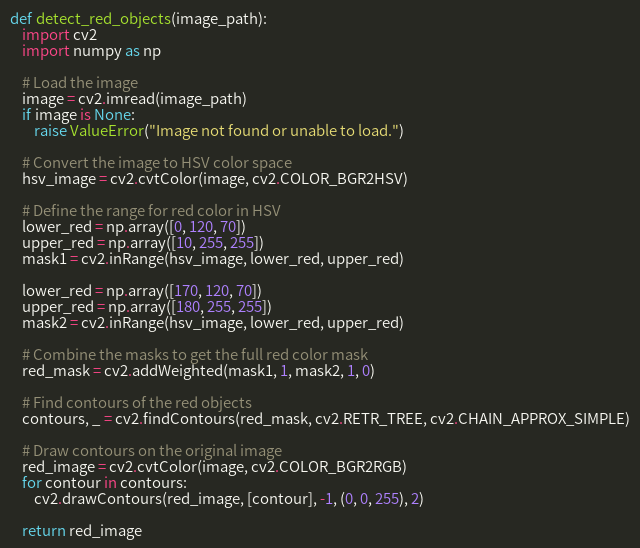 def detect_red_objects(image_path):
    import cv2
    import numpy as np

    # Load the image
    image = cv2.imread(image_path)
    if image is None:
        raise ValueError("Image not found or unable to load.")

    # Convert the image to HSV color space
    hsv_image = cv2.cvtColor(image, cv2.COLOR_BGR2HSV)

    # Define the range for red color in HSV
    lower_red = np.array([0, 120, 70])
    upper_red = np.array([10, 255, 255])
    mask1 = cv2.inRange(hsv_image, lower_red, upper_red)

    lower_red = np.array([170, 120, 70])
    upper_red = np.array([180, 255, 255])
    mask2 = cv2.inRange(hsv_image, lower_red, upper_red)

    # Combine the masks to get the full red color mask
    red_mask = cv2.addWeighted(mask1, 1, mask2, 1, 0)

    # Find contours of the red objects
    contours, _ = cv2.findContours(red_mask, cv2.RETR_TREE, cv2.CHAIN_APPROX_SIMPLE)

    # Draw contours on the original image
    red_image = cv2.cvtColor(image, cv2.COLOR_BGR2RGB)
    for contour in contours:
        cv2.drawContours(red_image, [contour], -1, (0, 0, 255), 2)

    return red_image